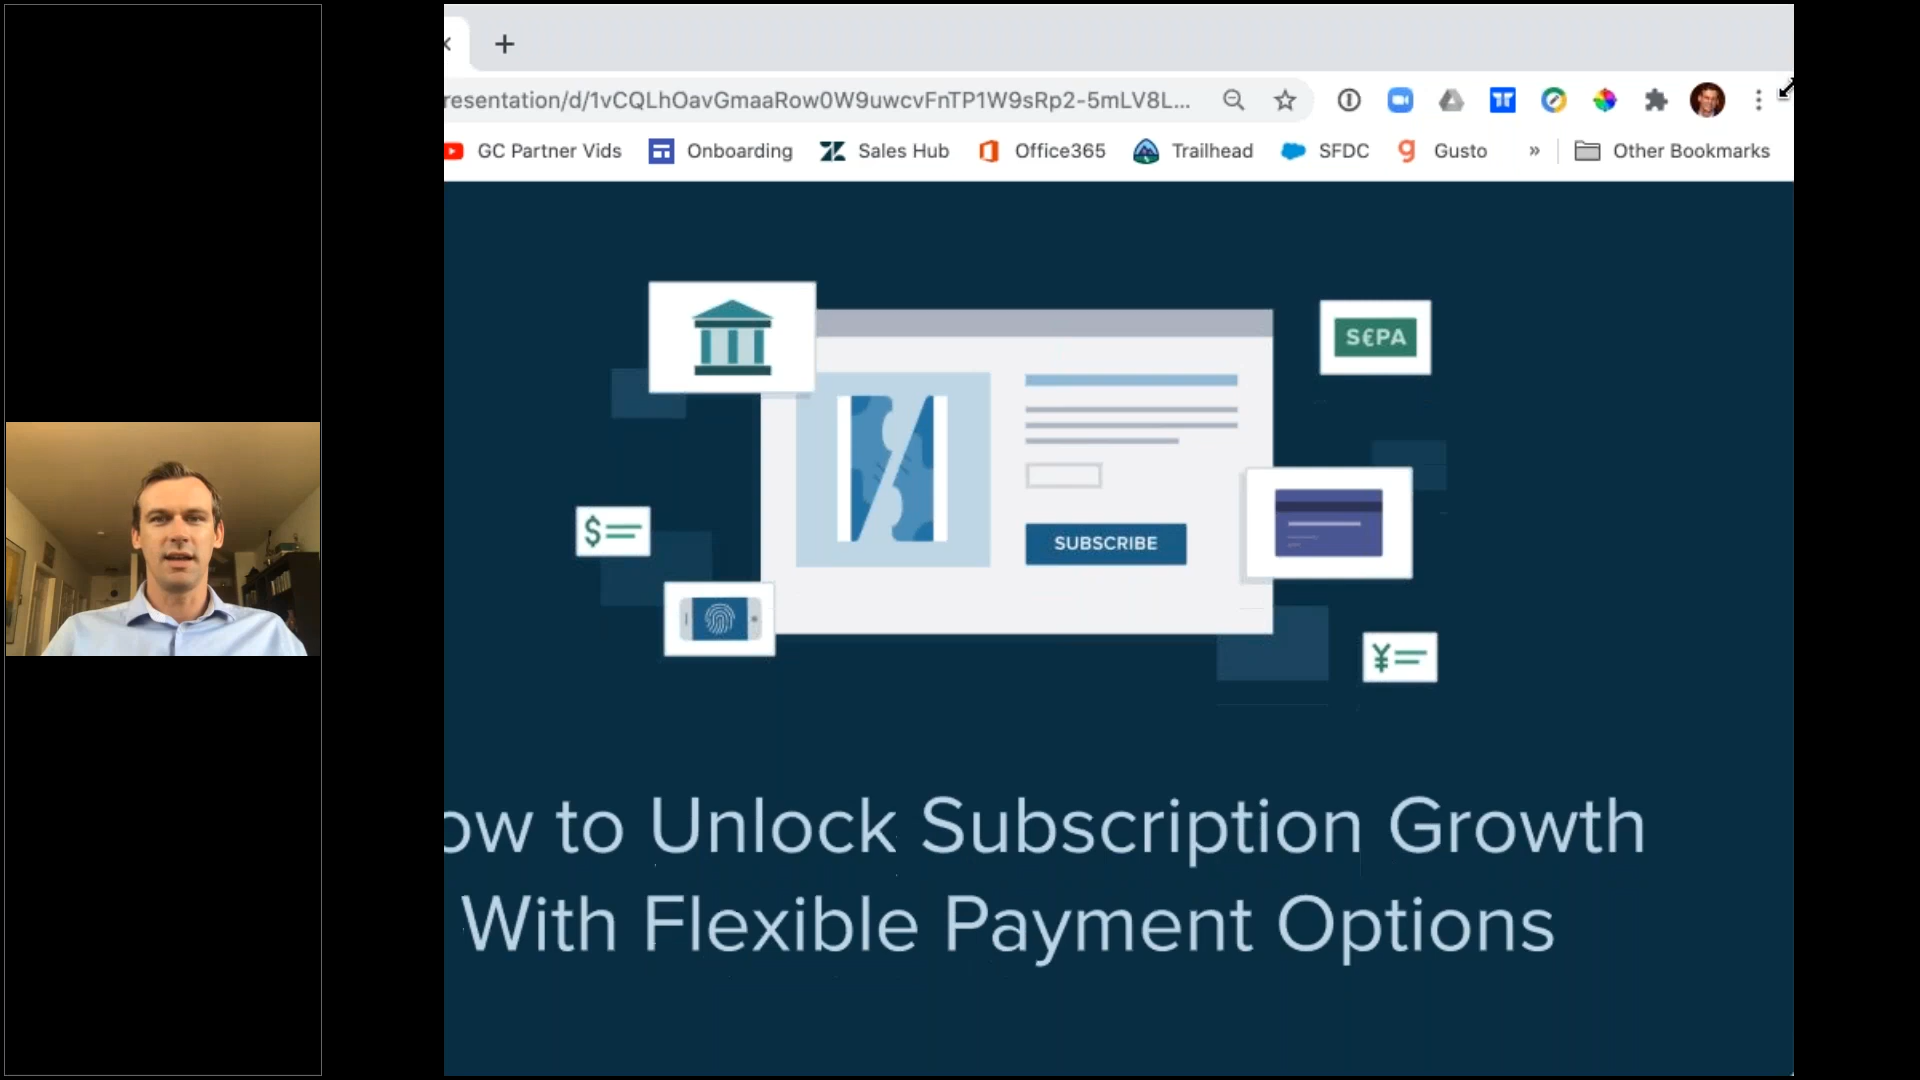 resentation/d/1vCQLhOavGmaaRow0W9uwcvFnTP1W9sRp2-5mLV8L...
GC Partner Vids Onboarding Sales Hub Office365 Trailhead SFDC Gusto » Other Bookmarks
S€PA
$
SUBSCRIBE
¥
ow to Unlock Subscription Growth
With Flexible Payment Options